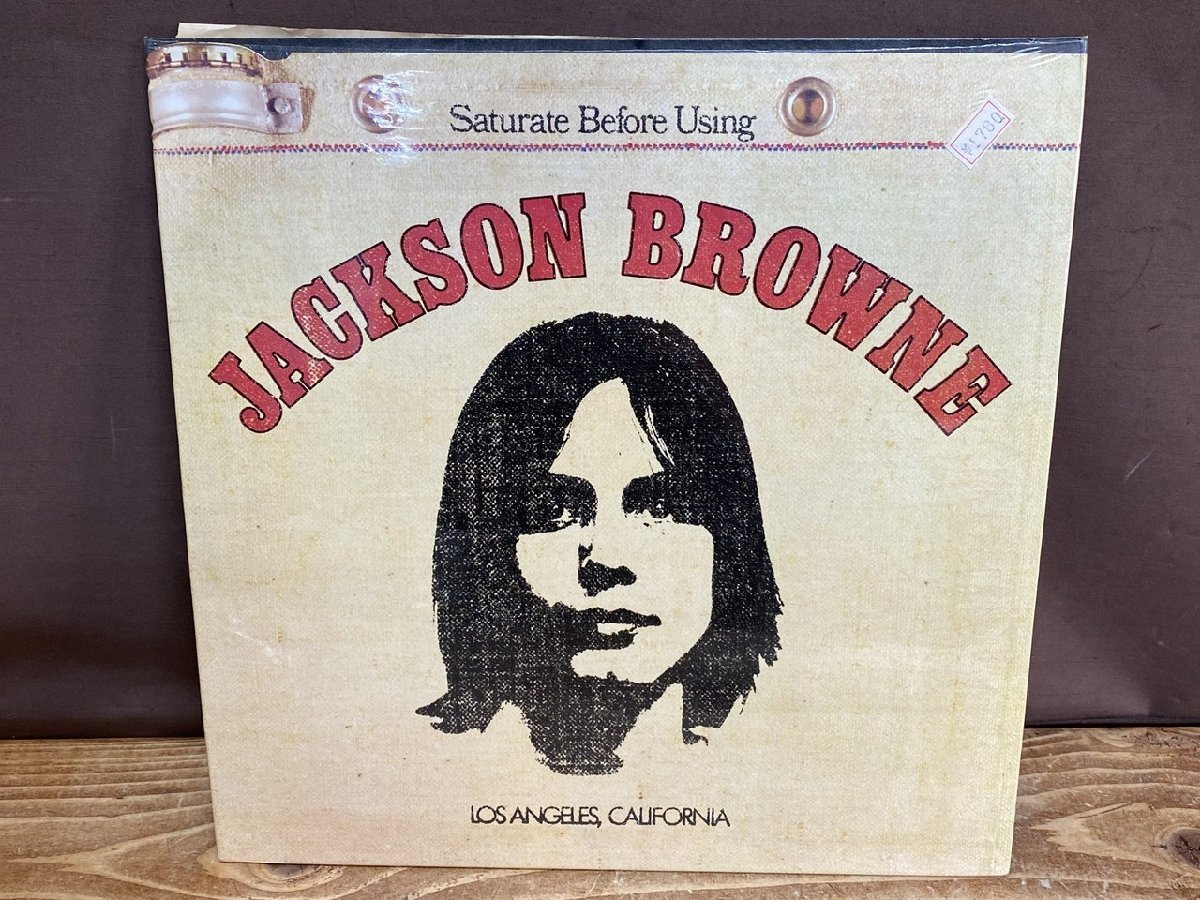 Saturate Before Using
¥1780
JACKSON BROWNE
LOS ANGELES, CALIFORNIA